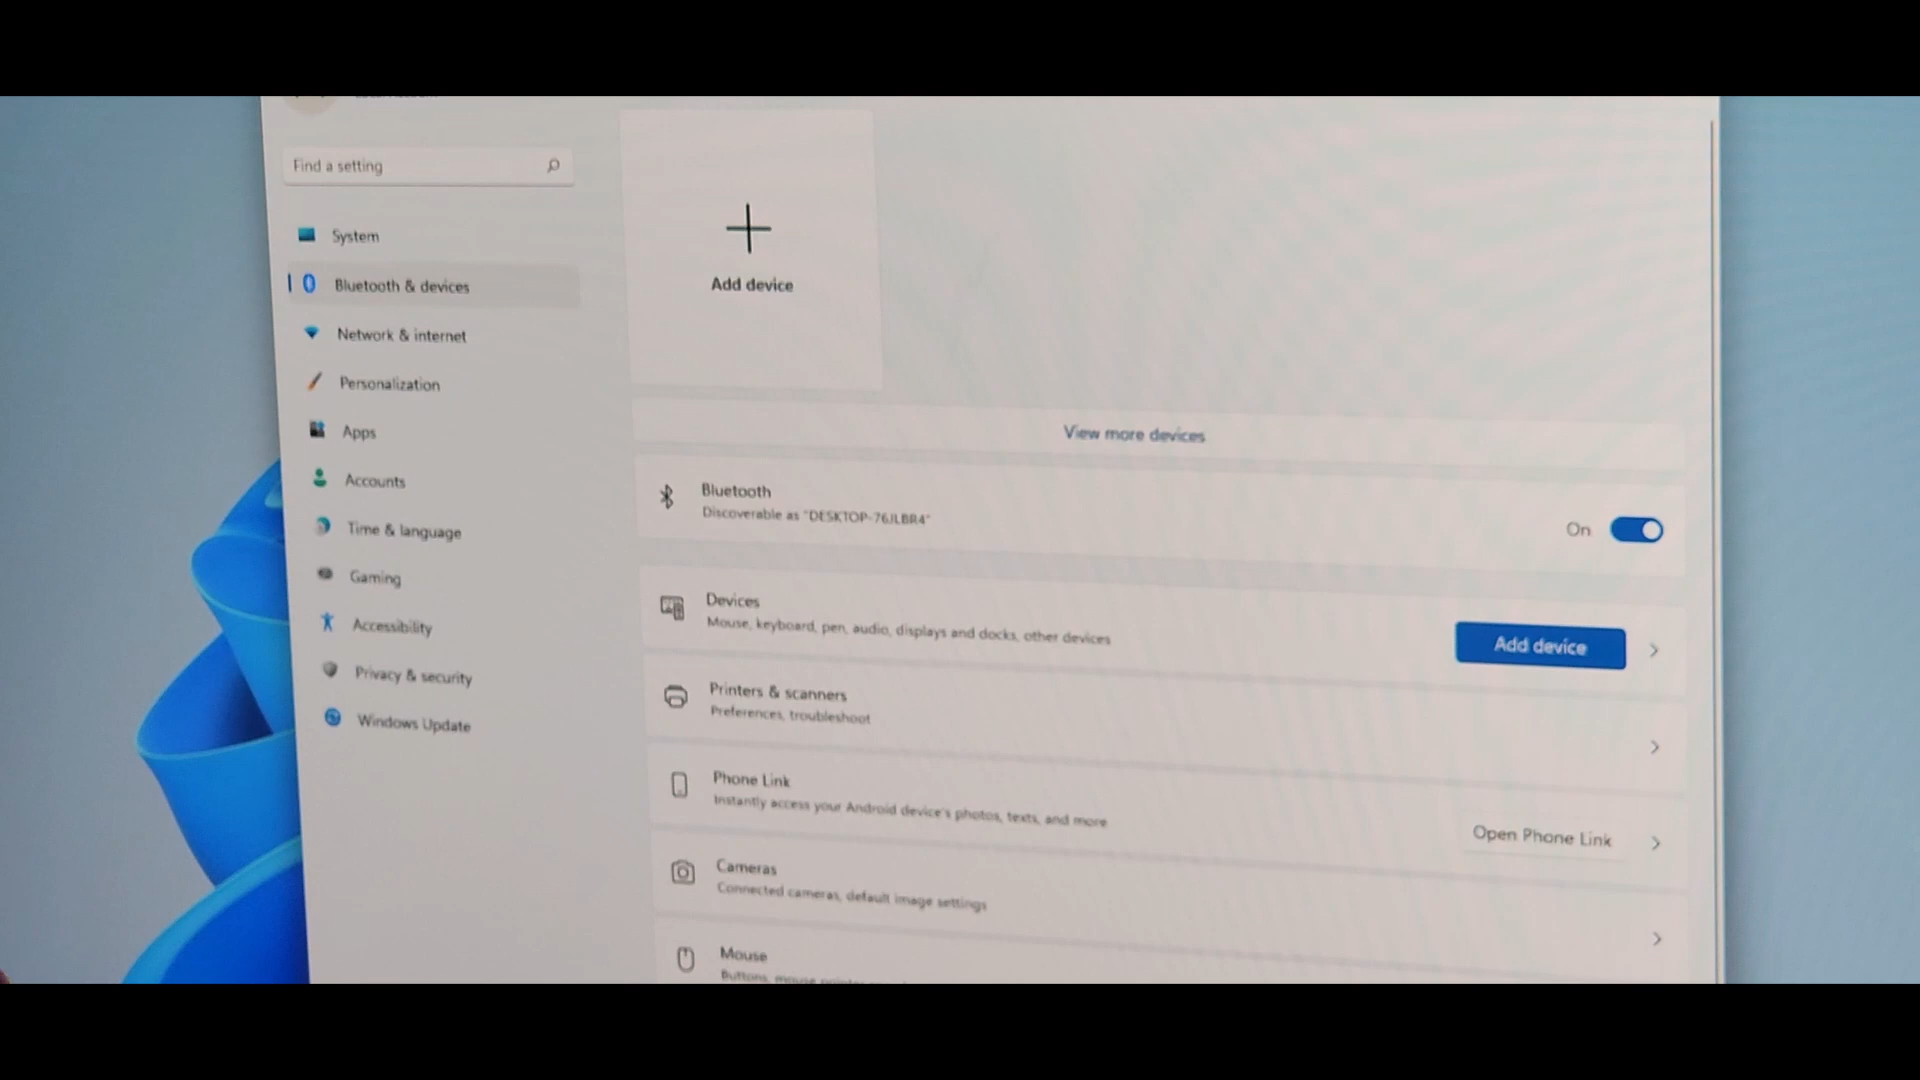 Find a setting
System
Bluetooth & devices
Network & internet
Personalization
Apps
Accounts
Time & language
Gaming
Accessibility
Privacy & security
Windows Update
Add device
View more devices
Bluetooth
Discoverable as "DESKTOP-76JLBR4"
On
Devices
Mouse, keyboard, pen, audio, displays and docks, other devices
Add device
Printers & scanners
Preferences, troubleshoot
Phone Link
Instantly access your Android device's photos, texts, and more
Open Phone Link
Cameras
Connected cameras, default image settings
Mouse
Buttons, mouse